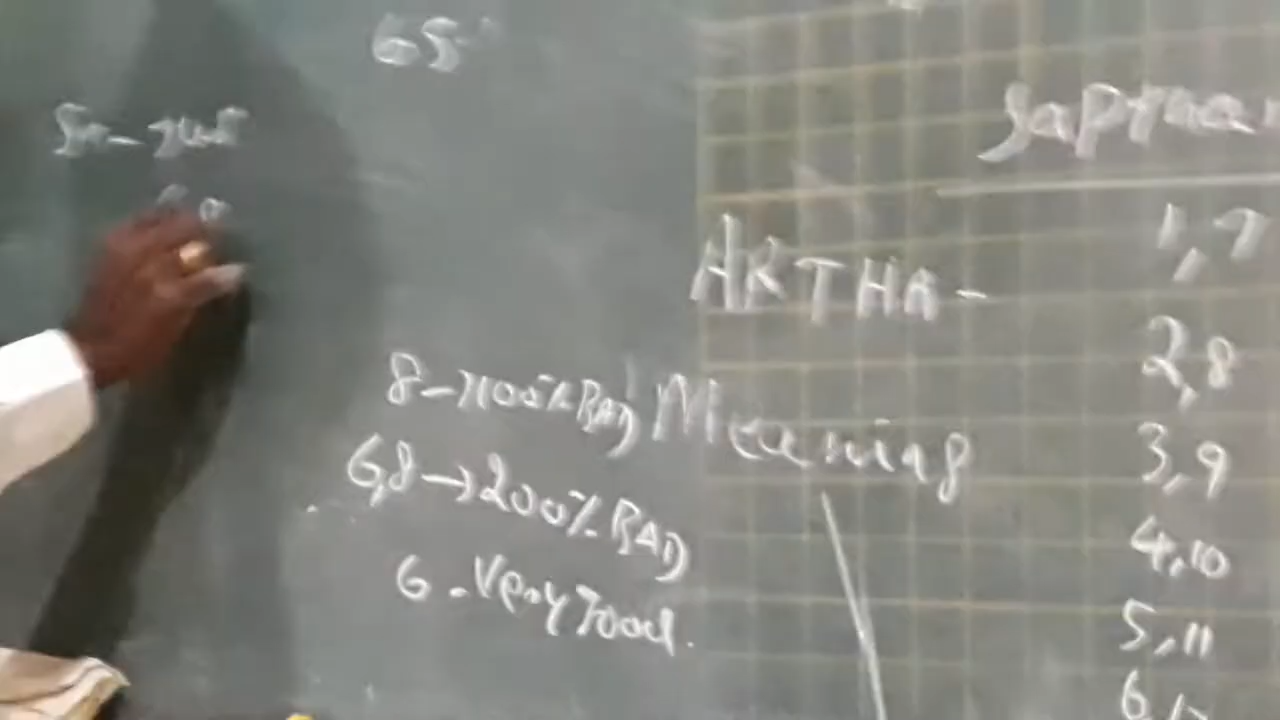 65
ARTHA-
1,7
2,8
8-100% BAD Meaning
3,9
6,8→200% BAD
4,10
6-Very good.
5,11